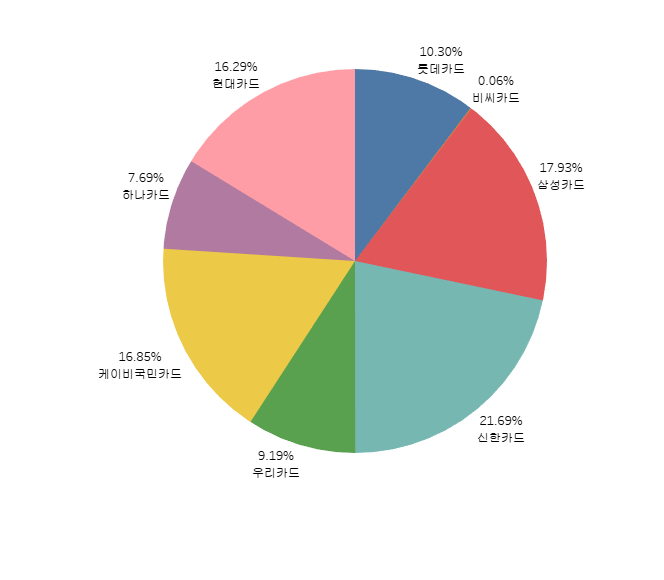 10.30%
롯데카드
0.06%
비씨카드
17.93%
삼성카드
21.69%
신한카드
9.19%
우리카드
16.85%
케이비국민카드
7.69%
하나카드
16.29%
현대카드